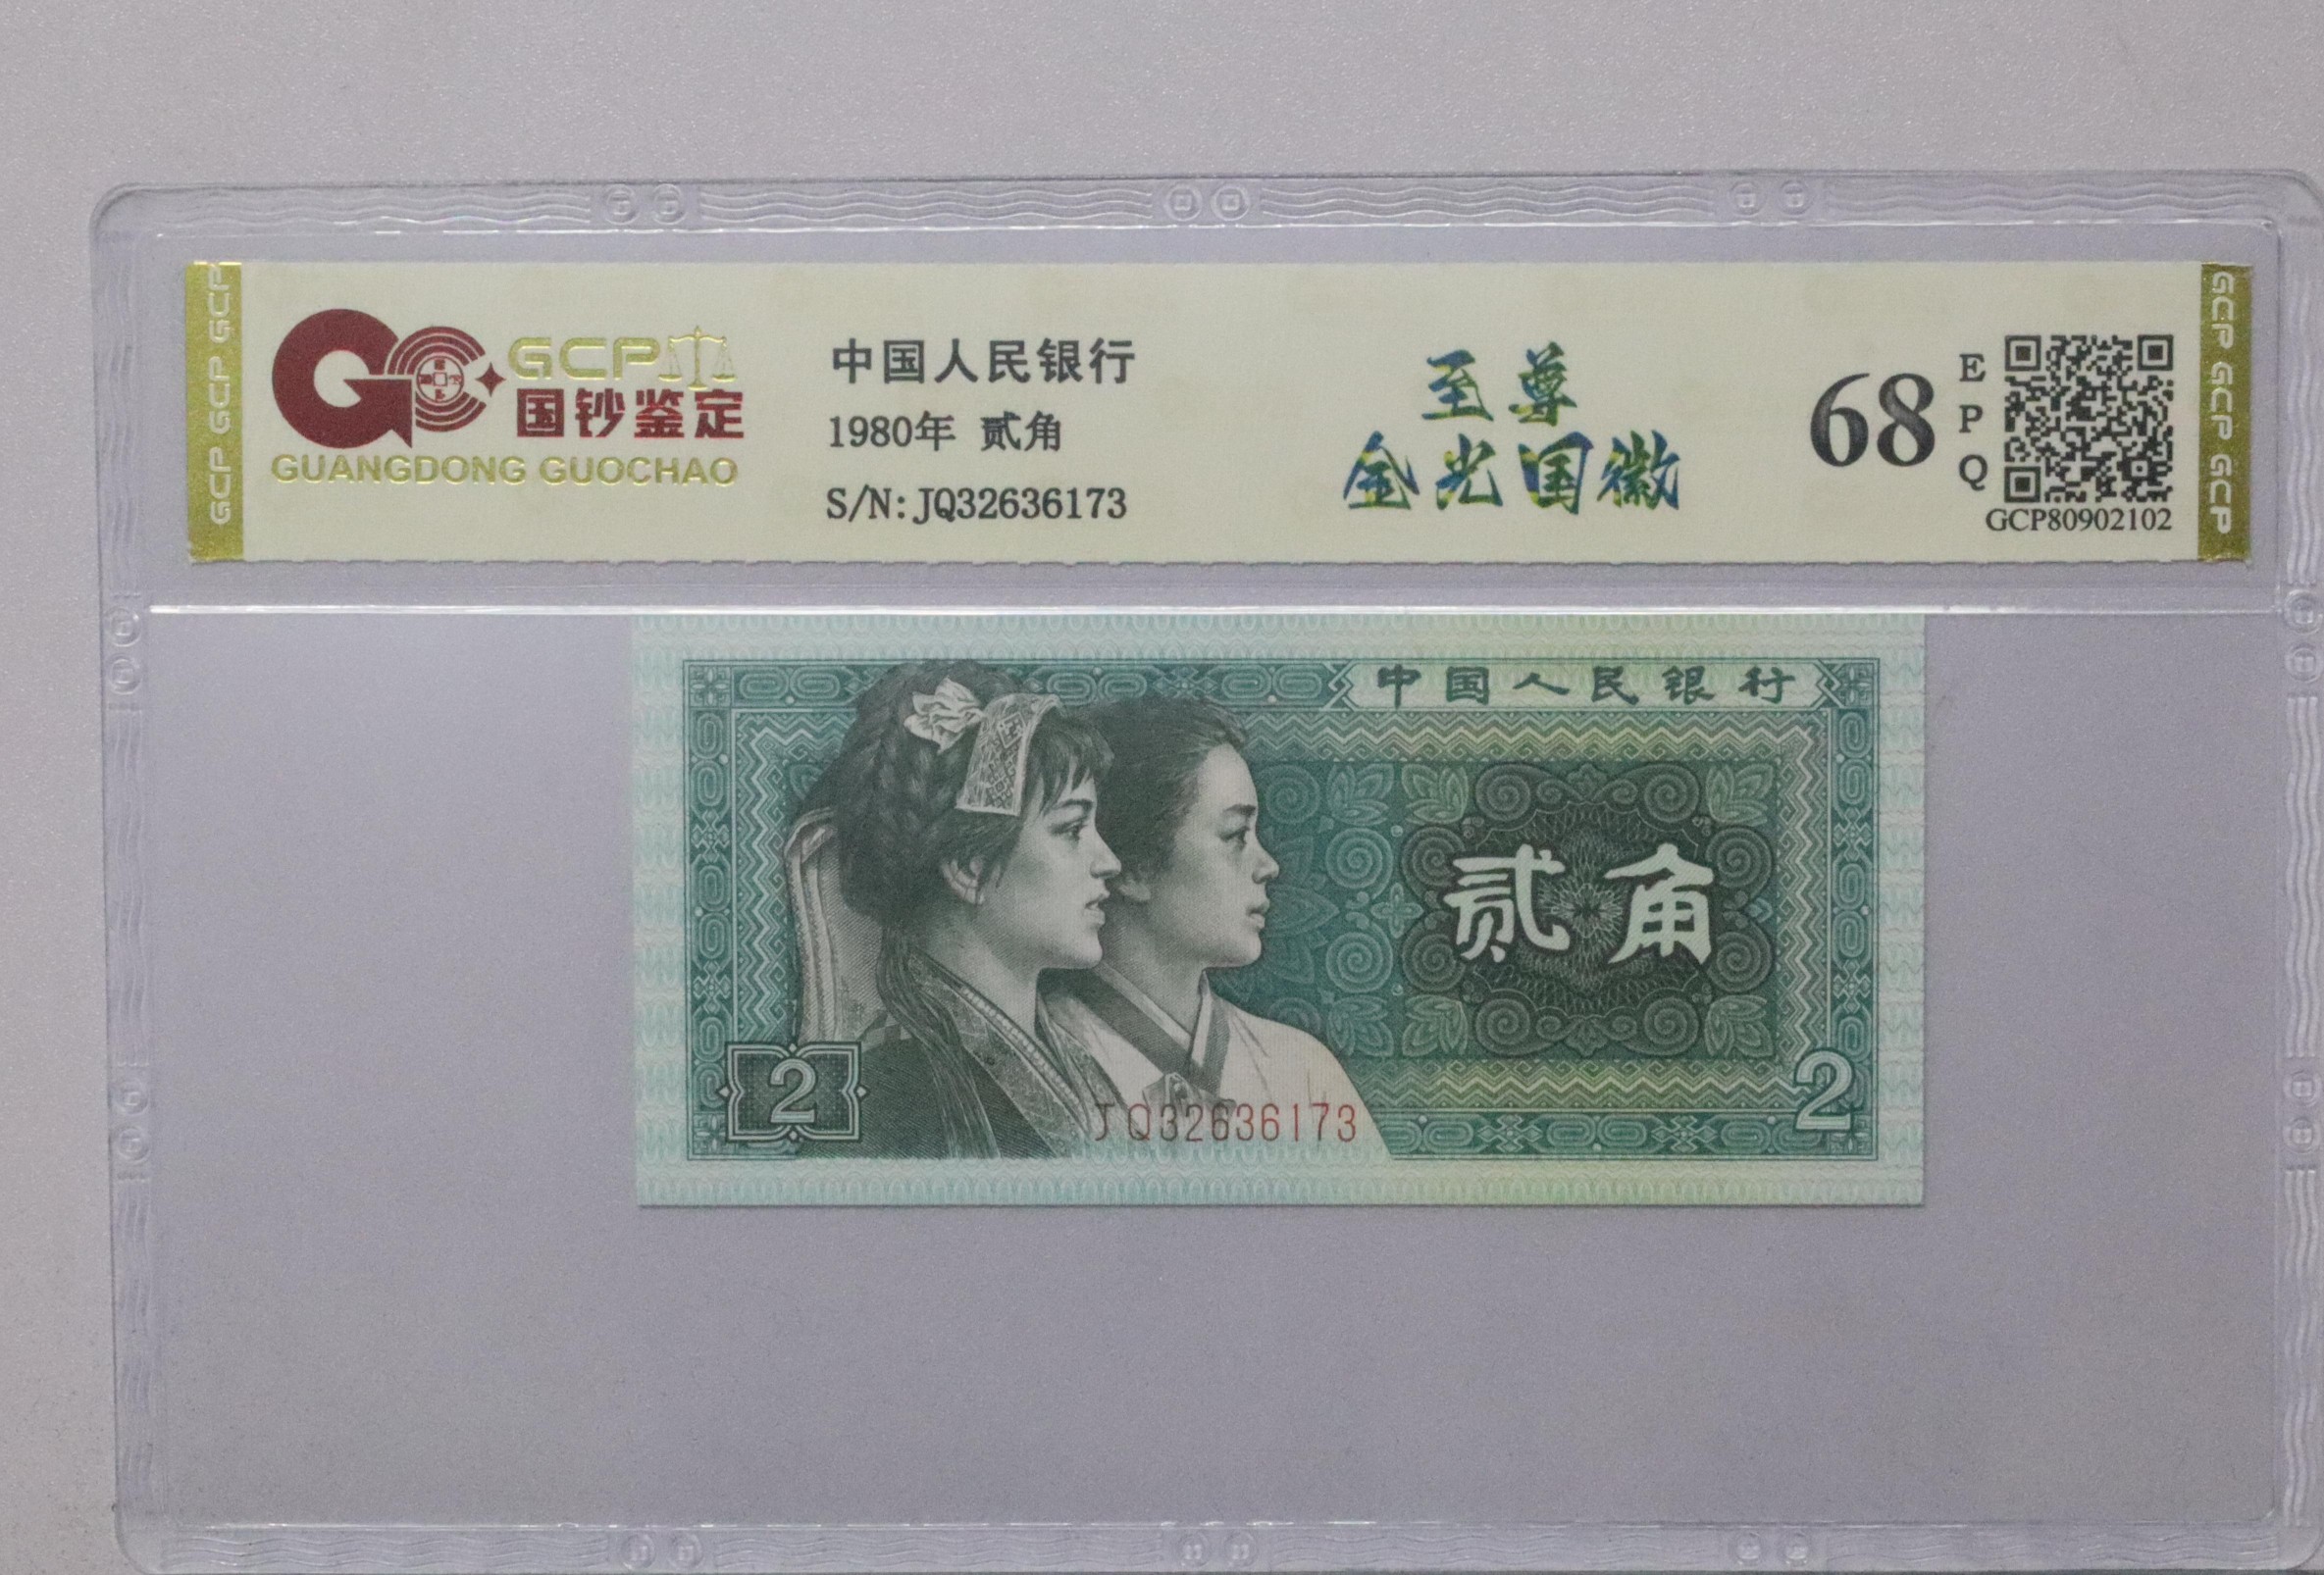 GCP GCP GCP
GCP
国钞鉴定
GUANGDONG GUOCHAO
中国人民银行
1980年 贰角
S/N: JQ32636173
至尊
金光国徽
68
EPQ
GCP80902102
GCP GCP GCP GCP
中国人民银行
贰角
2
JQ32636173
2